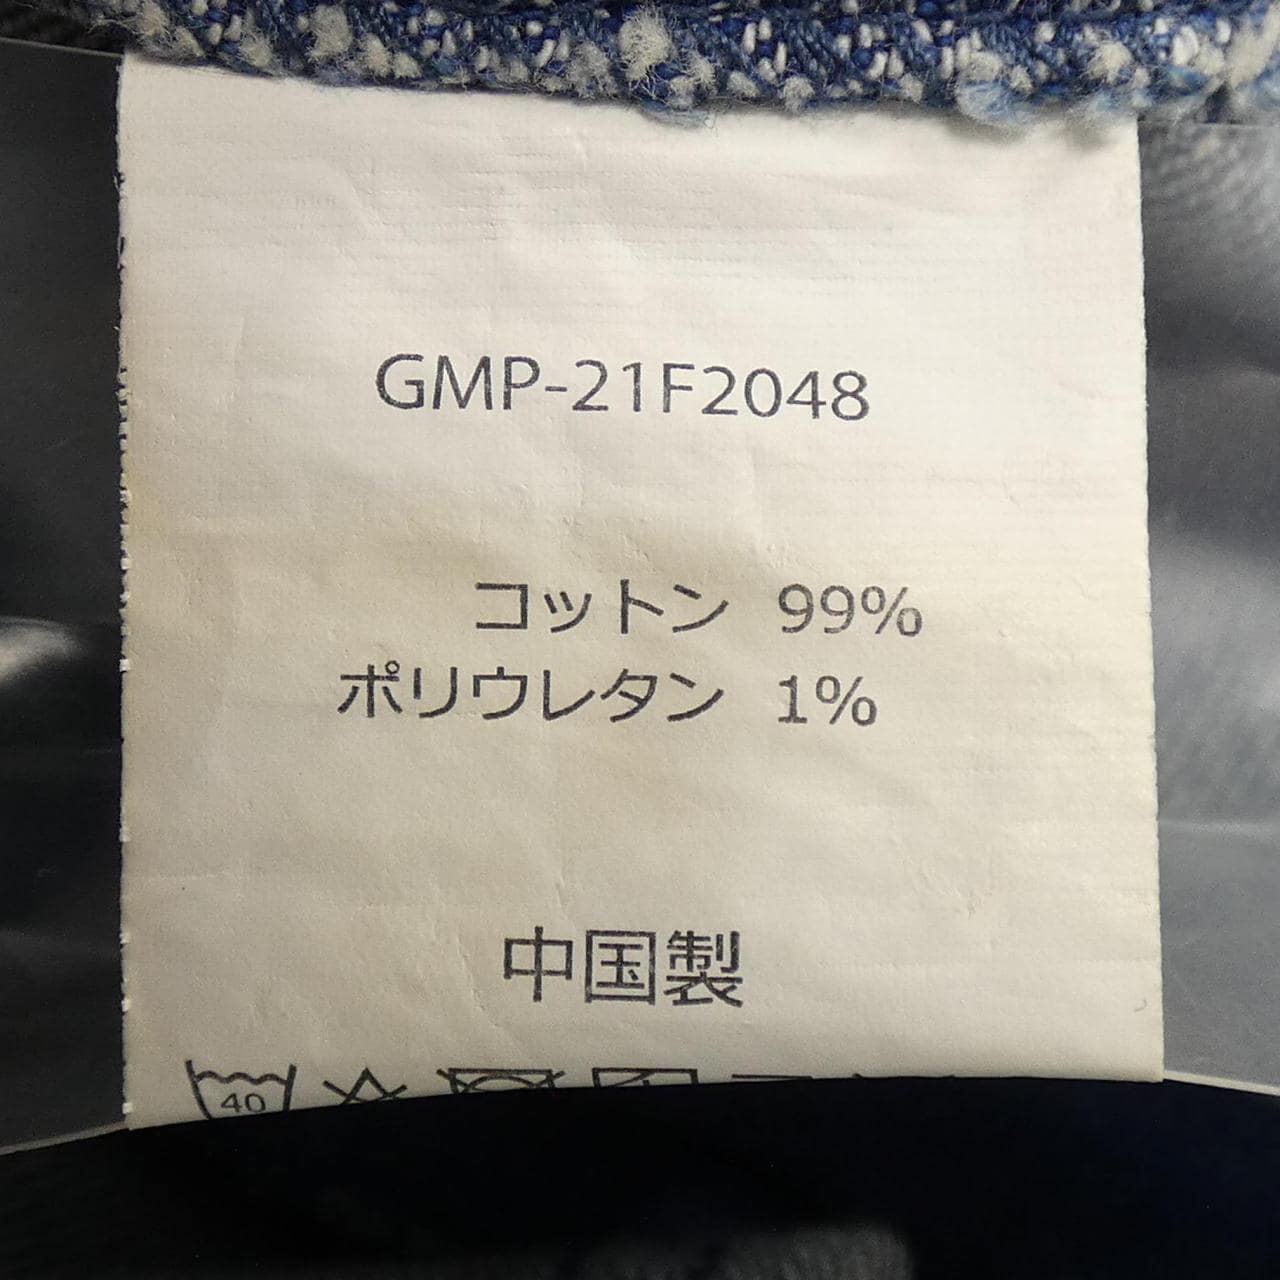 GMP-21F2048
コットン 99%
ポリウレタン 1%
中国製
40